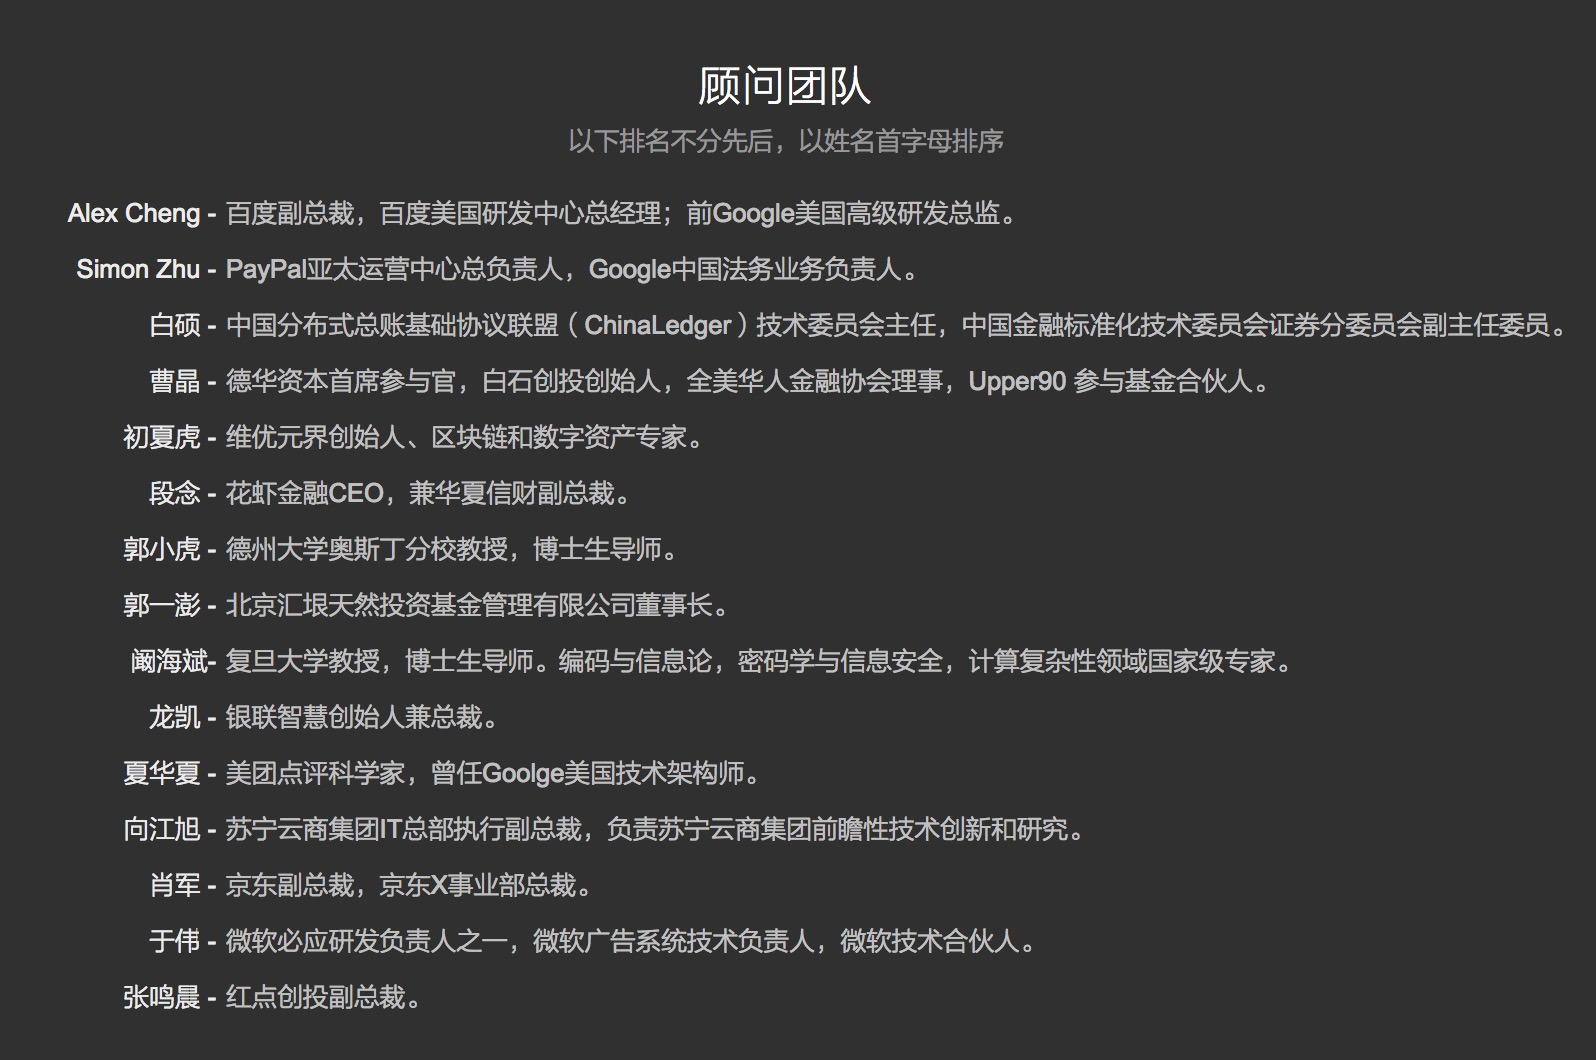 顾问团队
以下排名不分先后，以姓名首字母排序
Alex Cheng - 百度副总裁，百度美国研发中心总经理；前Google美国高级研发总监。
Simon Zhu - PayPal亚太运营中心总负责人，Google中国法务业务负责人。
白硕 - 中国分布式总账基础协议联盟（ChinaLedger）技术委员会主任，中国金融标准化技术委员会证券分委员会副主任委员。
曹晶 - 德华资本首席参与官，白石创投创始人，全美华人金融协会理事，Upper90 参与基金合伙人。
初夏虎 - 维优元界创始人、区块链和数字资产专家。
段念 - 花虾金融CEO，兼华夏信财副总裁。
郭小虎 - 德州大学奥斯丁分校教授，博士生导师。
郭一澎 - 北京汇垠天然投资基金管理有限公司董事长。
阚海斌- 复旦大学教授，博士生导师。编码与信息论，密码学与信息安全，计算复杂性领域国家级专家。
龙凯 - 银联智慧创始人兼总裁。
夏华夏 - 美团点评科学家，曾任Goolge美国技术架构师。
向江旭 - 苏宁云商集团IT总部执行副总裁，负责苏宁云商集团前瞻性技术创新和研究。
肖军 - 京东副总裁，京东X事业部总裁。
于伟 - 微软必应研发负责人之一，微软广告系统技术负责人，微软技术合伙人。
张鸣晨 - 红点创投副总裁。